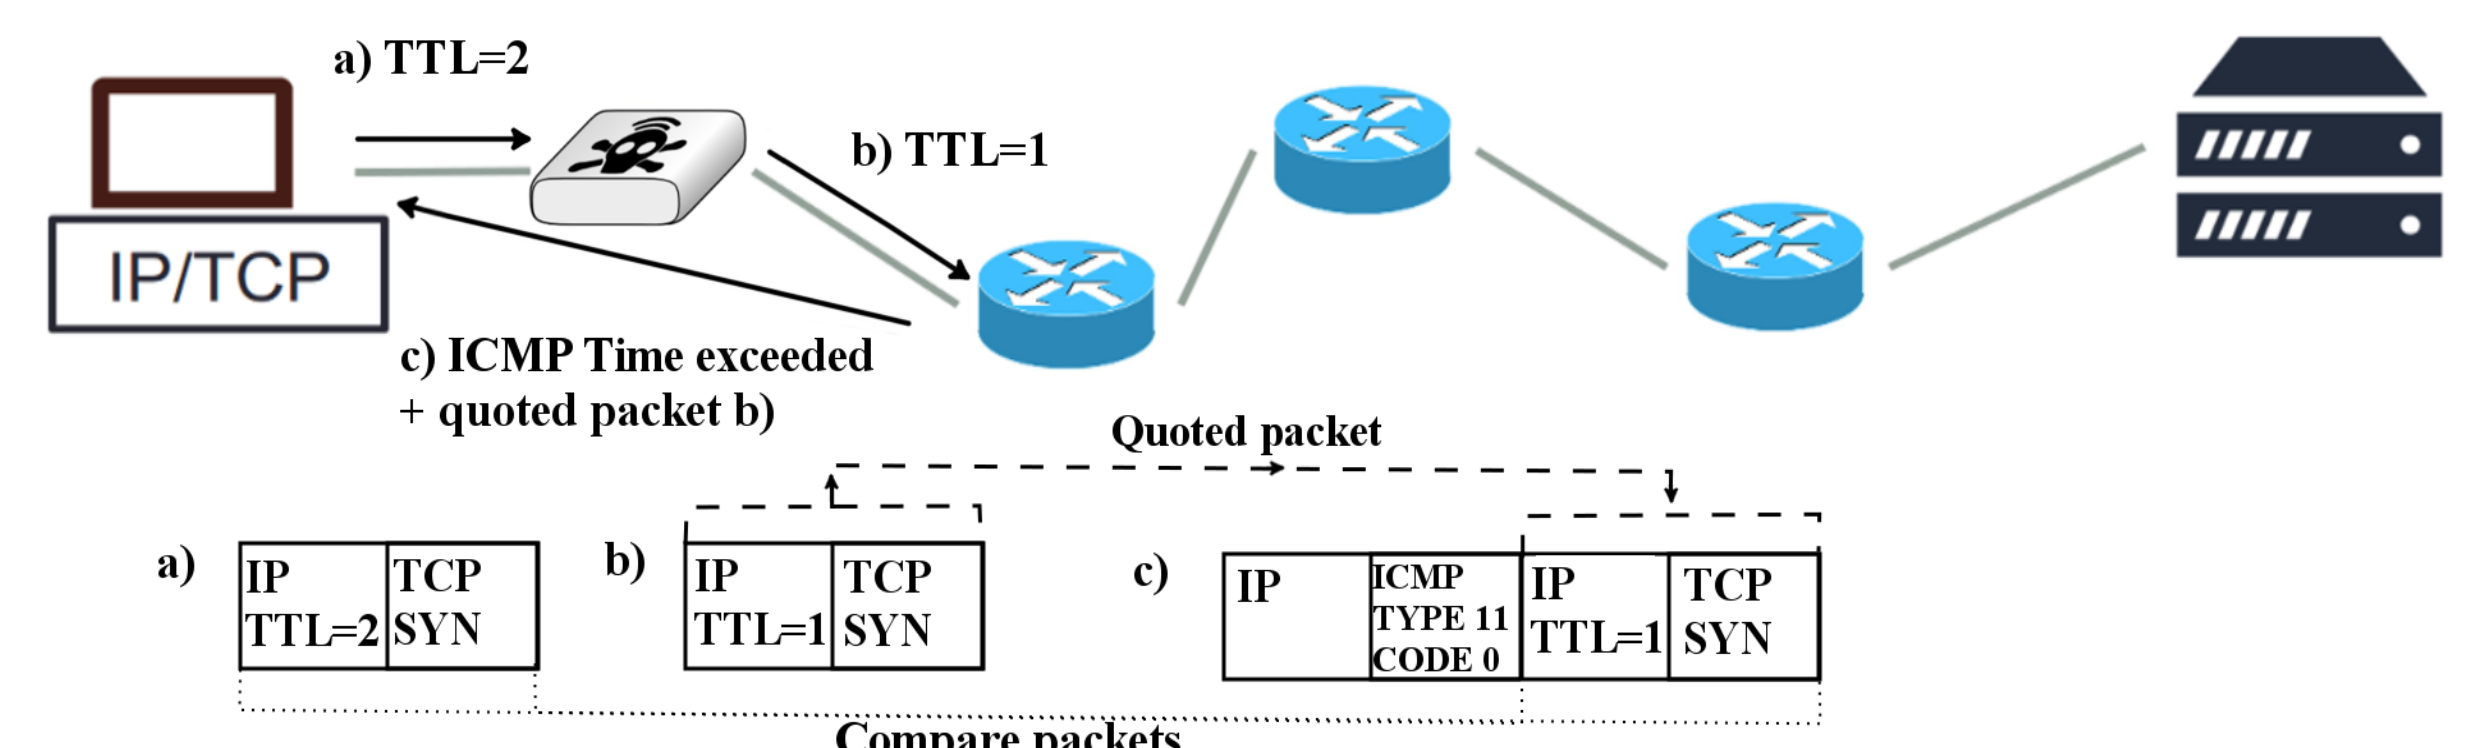 a) TTL=2
b) TTL=1
IP/TCP
c) ICMP Time exceeded
+ quoted packet b)
Quoted packet
a)
IP
TTL=2
TCP
SYN
b)
IP
TTL=1
TCP
SYN
c)
IP
ICMP
TYPE 11
CODE 0
IP
TTL=1
TCP
SYN
Compare packets